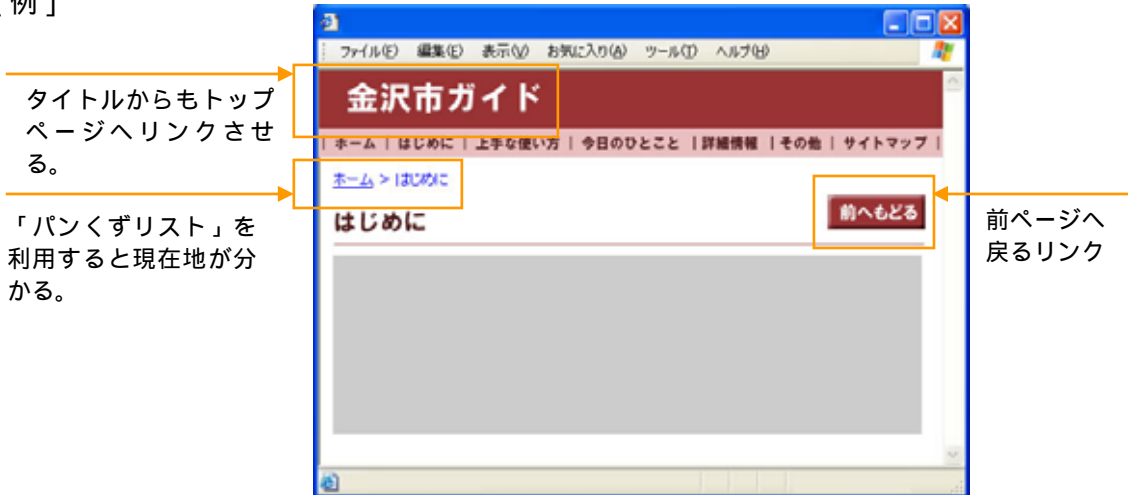 例」
ファイル(F) 編集(E) 表示(V) お気に入り(A) ツール(T) ヘルプ(H)
金沢市ガイド
| ホーム | はじめに | 上手な使い方 | 今日のひとこと | 詳細情報 | その他 | サイトマップ |
ホーム > はじめに
はじめに
前へもどる
タイトルからもトップ
ページへリンクさせ
る。
「パンくずリスト」を
利用すると現在地が分
かる。
前ページへ
戻るリンク